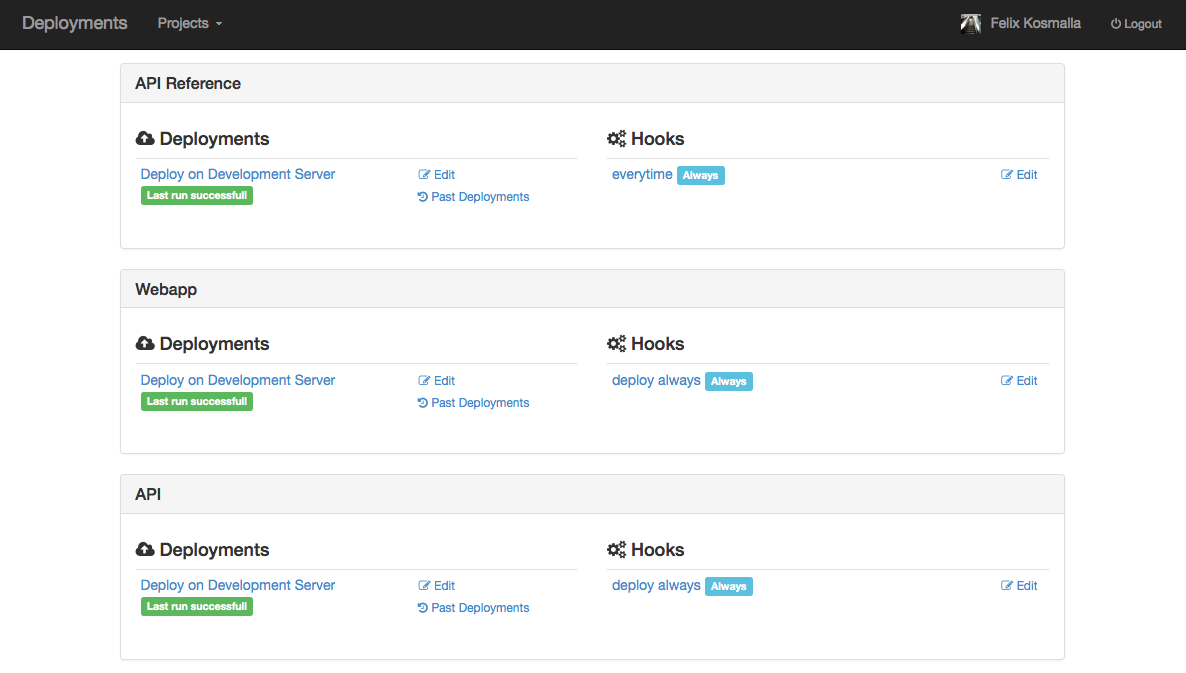 Deployments Projects Felix Kosmalla Logout
API Reference
Deployments
Deploy on Development Server Edit
Last run successfull Past Deployments
Hooks
everytime Always Edit
Webapp
Deployments
Deploy on Development Server Edit
Last run successfull Past Deployments
Hooks
deploy always Always Edit
API
Deployments
Deploy on Development Server Edit
Last run successfull Past Deployments
Hooks
deploy always Always Edit